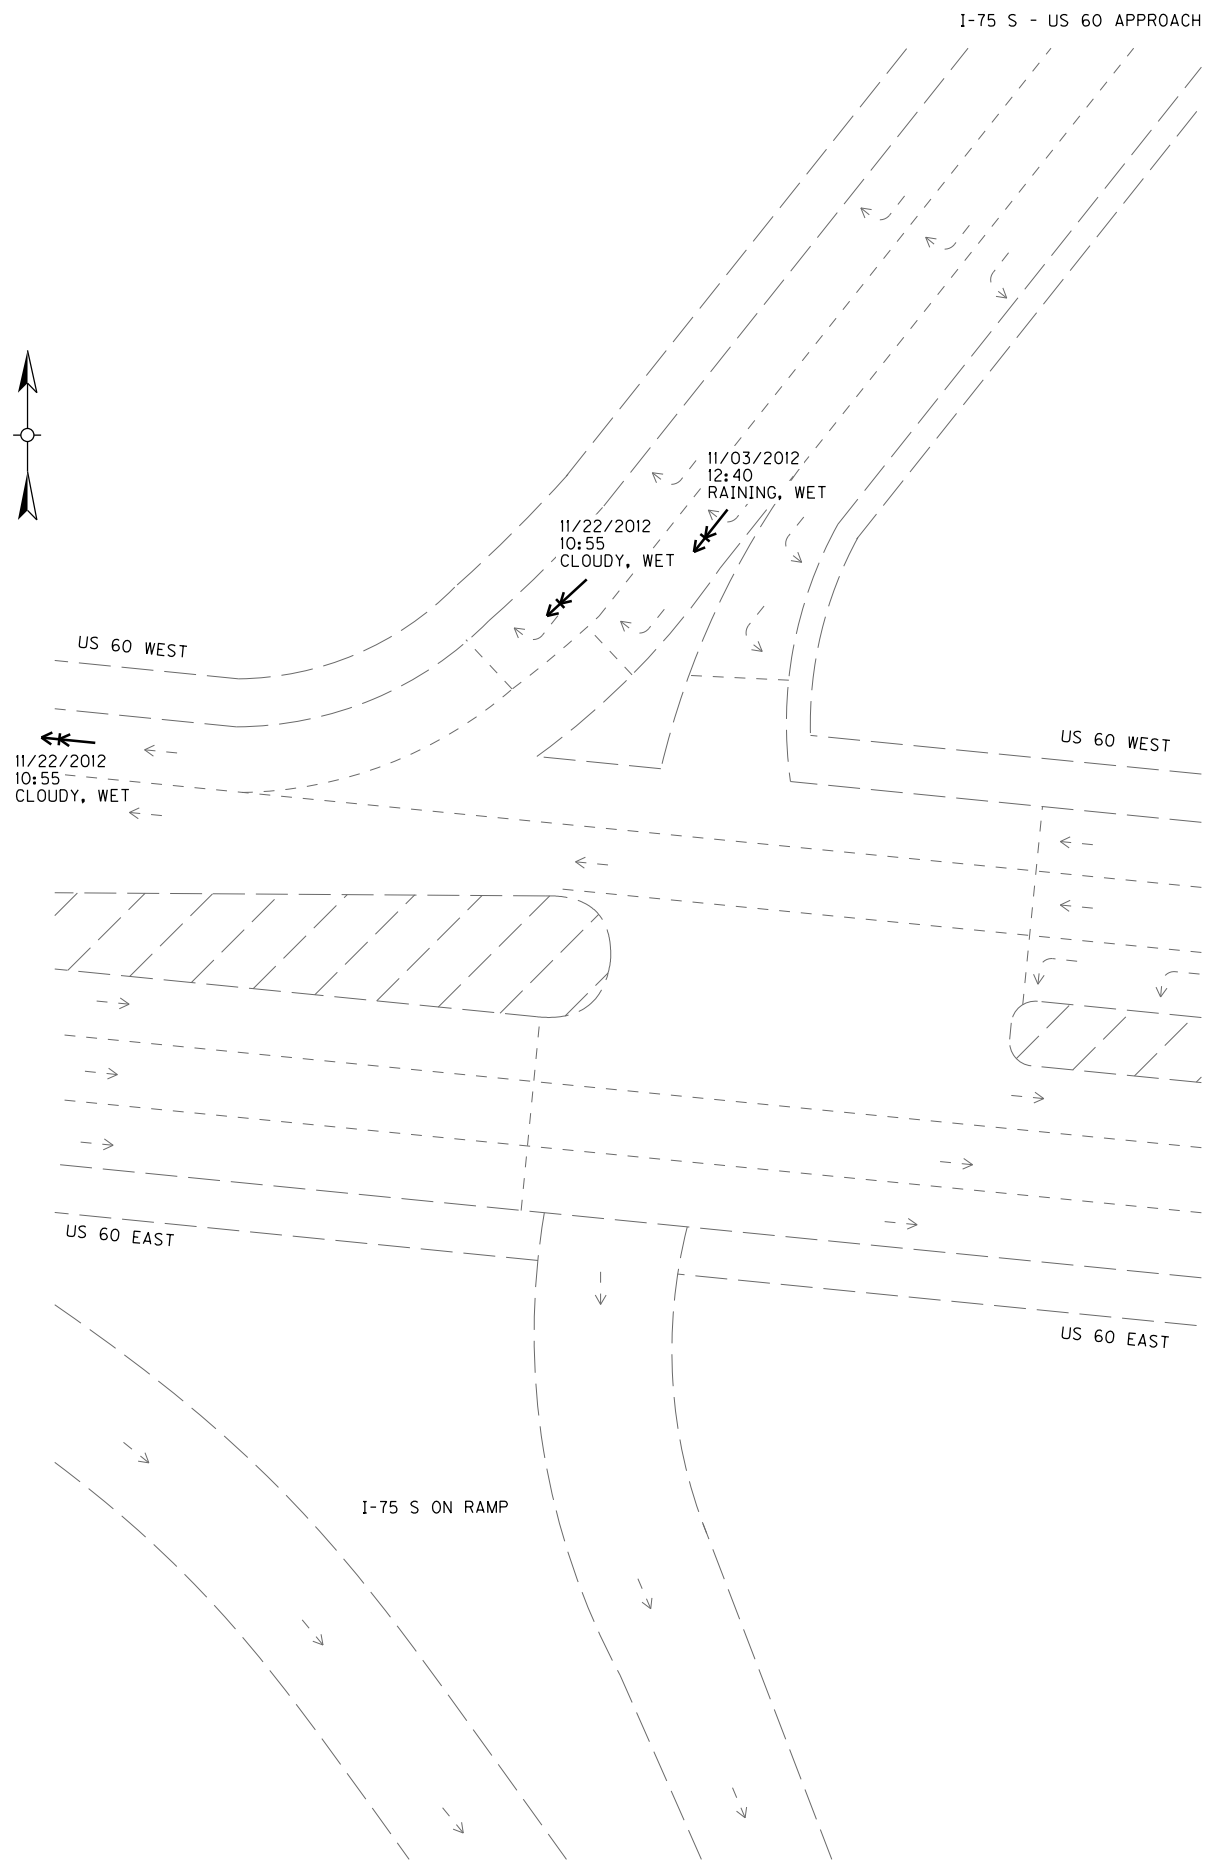 I-75 S - US 60 APPROACH
11/03/2012
12:40
RAINING, WET
11/22/2012
10:55
CLOUDY, WET
US 60 WEST
US 60 WEST
11/22/2012
10:55
CLOUDY, WET
US 60 EAST
US 60 EAST
I-75 S ON RAMP